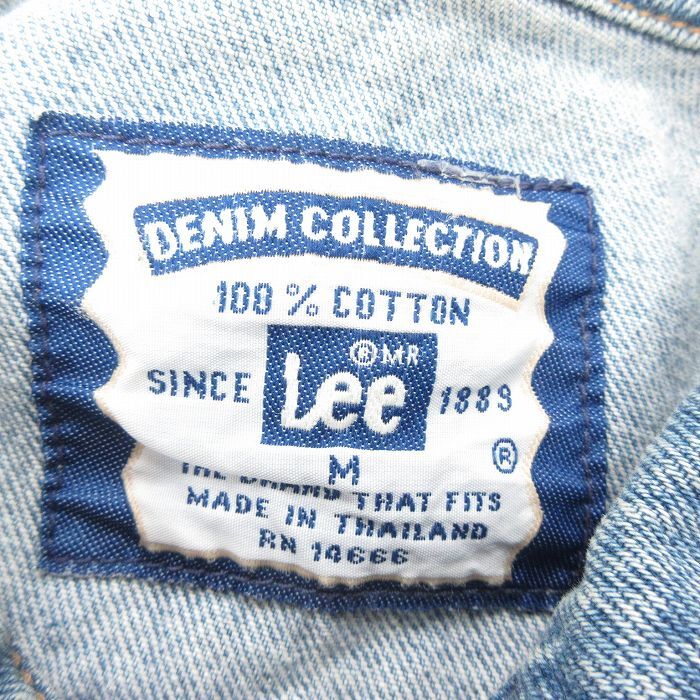 DENIM COLLECTION
100 % COTTON
® MR
SINCE Lee 1889
M ®
THE BRAND THAT FITS
MADE IN THAILAND
RN 14666